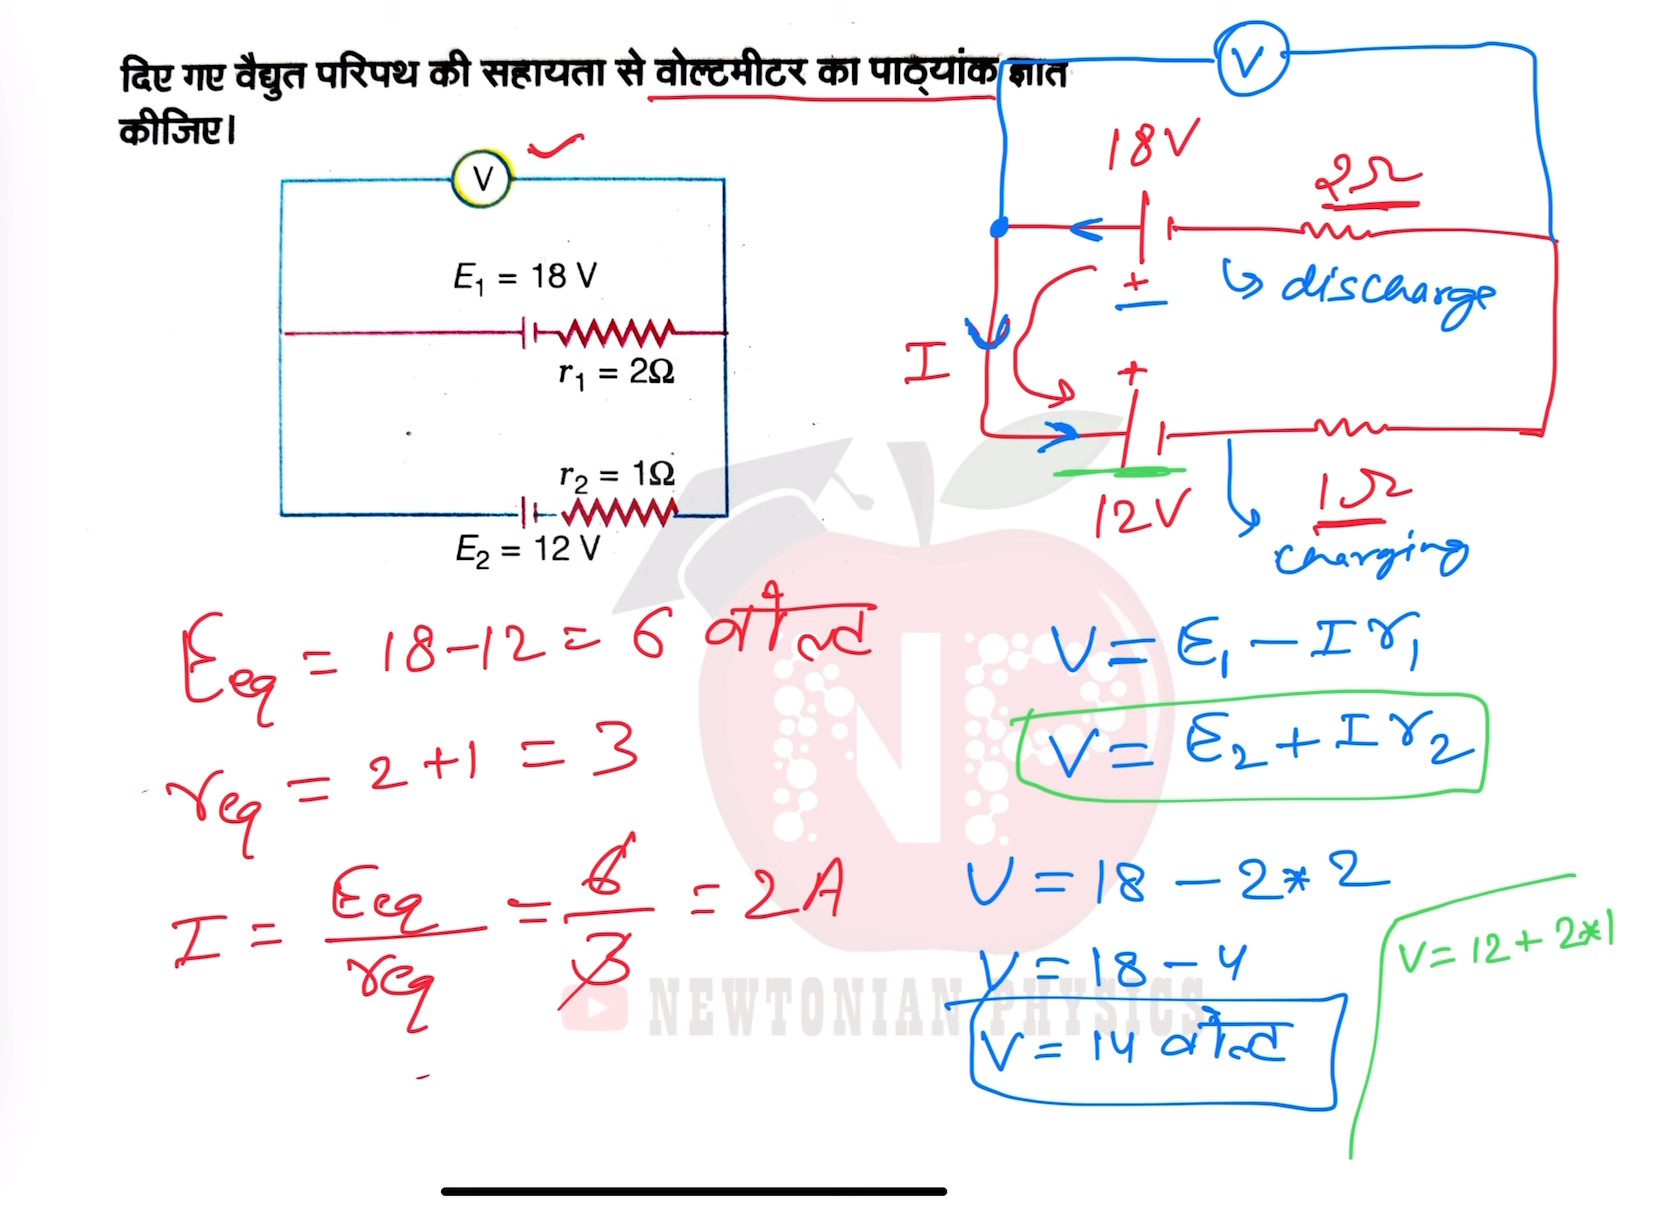 दिए गए वैद्युत परिपथ की सहायता से वोल्टमीटर का पाठ्यांक ज्ञात
कीजिए।
V
E₁ = 18 V
r₁ = 2Ω
r₂ = 1Ω
E₂ = 12 V
V
18V
2Ω
+
↳ discharge
I
+
12V
1Ω
charging
Eeq = 18-12 = 6 वोल्ट
req = 2+1 = 3
I = Eeq/req = 6/3 = 2A
V = E₁ - Ir₁
V = E₂ + Ir₂
V = 18 - 2*2
V = 18 - 4
V = 14 वोल्ट
V = 12 + 2*1
NP
NEWTONIAN PHYSICS